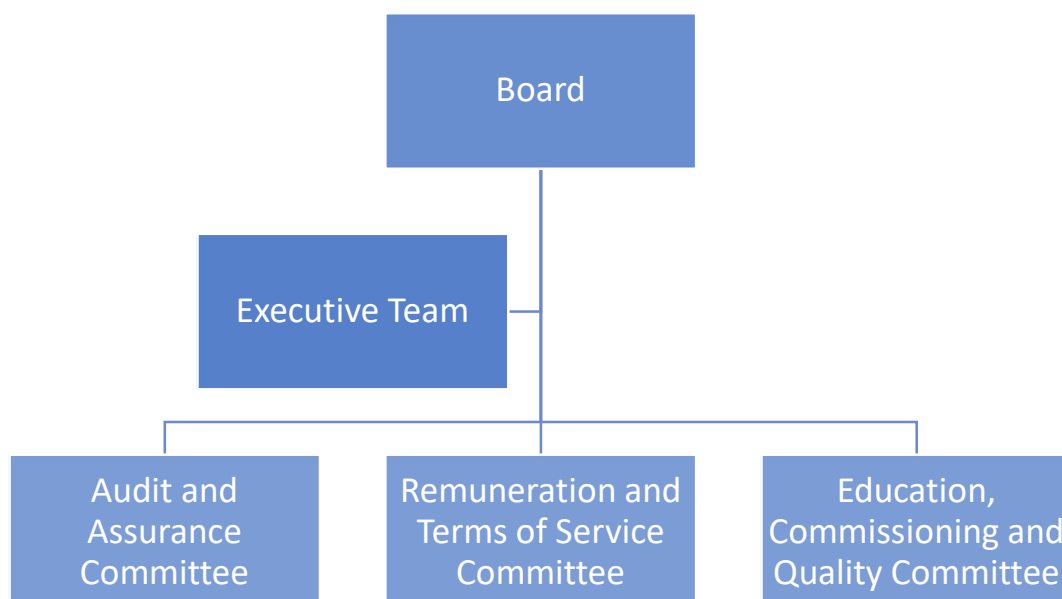 Board
Executive Team
Audit and
Assurance
Committee
Remuneration and
Terms of Service
Committee
Education,
Commissioning and
Quality Committee